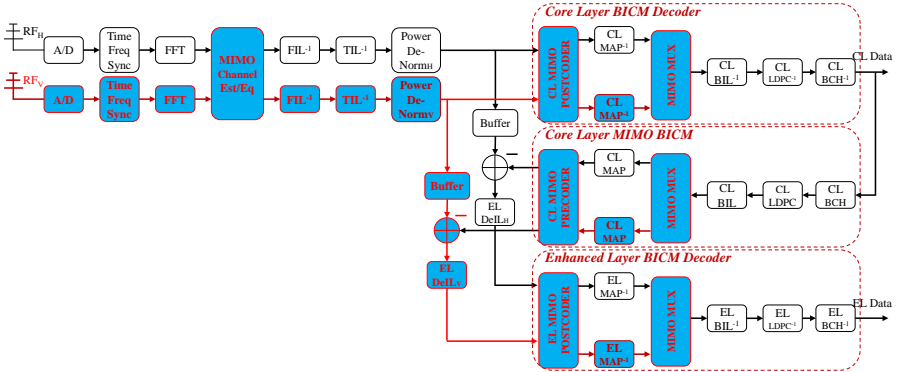 Core Layer BICM Decoder
RF_H
A/D
Time
Freq
Sync
FFT
MIMO
Channel
Est/Eq
FIL⁻¹
TIL⁻¹
Power
De-
Norm_H
CL MIMO
POSTCODER
CL
MAP⁻¹
MIMO MUX
CL
BIL⁻¹
CL
LDPC⁻¹
CL
BCH⁻¹
CL Data
RF_V
A/D
Time
Freq
Sync
FFT
FIL⁻¹
TIL⁻¹
Power
De-
Norm_V
CL
MAP⁻¹
Buffer
Core Layer MIMO BICM
−
CL MIMO
PRECODER
CL
MAP
MIMO MUX
CL
BIL
CL
LDPC
CL
BCH
Buffer
EL
DeIL_H
−
CL
MAP
Enhanced Layer BICM Decoder
EL
DeIL_V
EL MIMO
POSTCODER
EL
MAP⁻¹
MIMO MUX
EL
BIL⁻¹
EL
LDPC⁻¹
EL
BCH⁻¹
EL Data
EL
MAP⁻¹